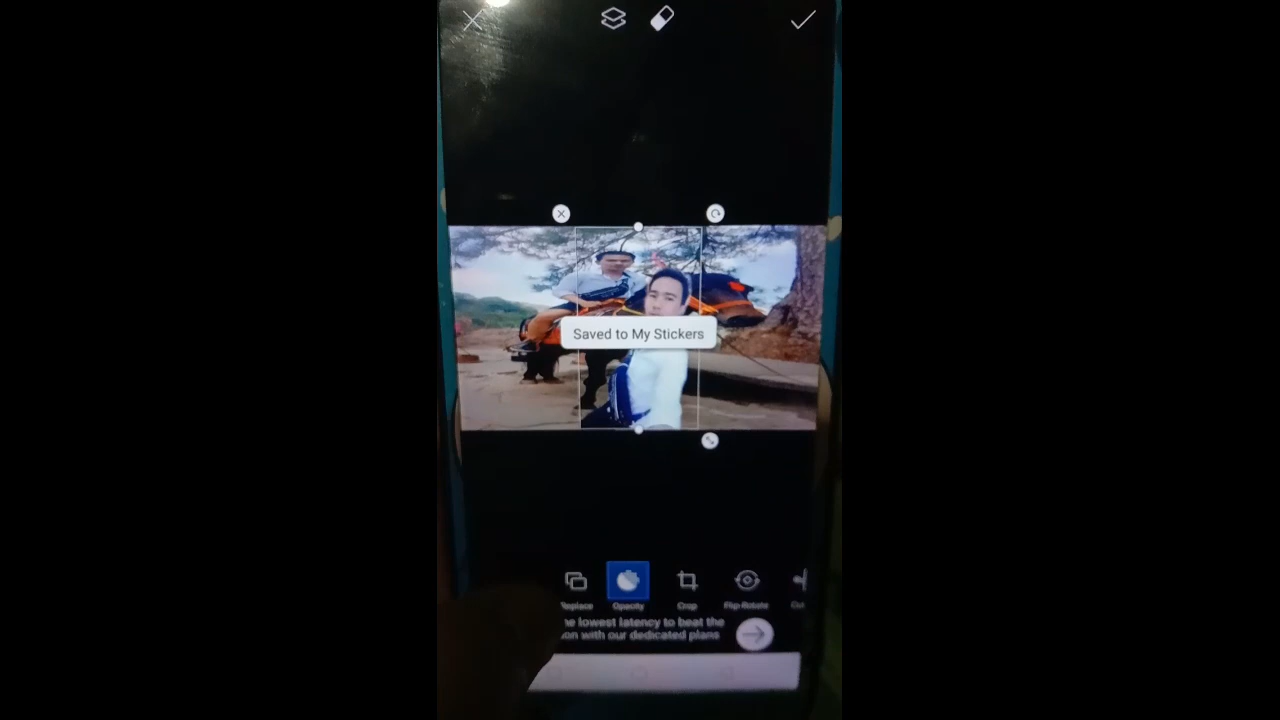 Saved to My Stickers
Replace
Opacity
Crop
Flip-Rotate
he lowest latency to beat the
on with our dedicated plans